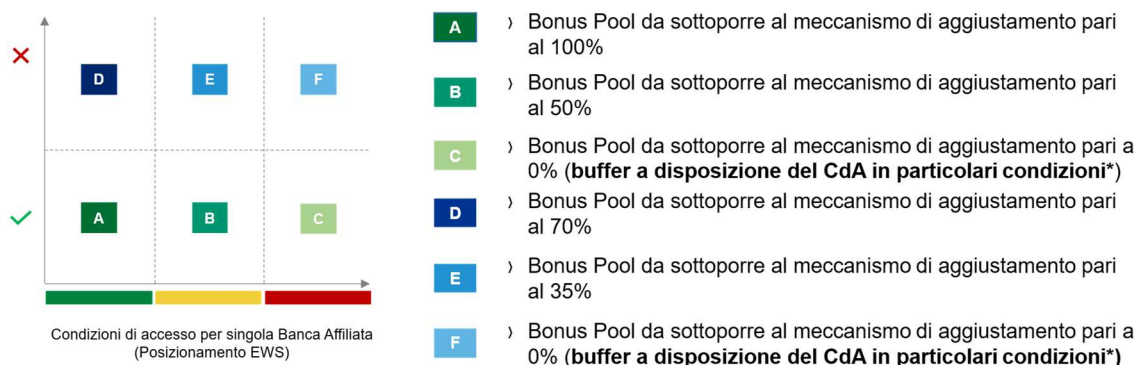 D
E
F
A
B
C
Condizioni di accesso per singola Banca Affiliata
(Posizionamento EWS)
A
› Bonus Pool da sottoporre al meccanismo di aggiustamento pari
al 100%
B
› Bonus Pool da sottoporre al meccanismo di aggiustamento pari
al 50%
C
› Bonus Pool da sottoporre al meccanismo di aggiustamento pari a
0% (buffer a disposizione del CdA in particolari condizioni*)
D
› Bonus Pool da sottoporre al meccanismo di aggiustamento pari
al 70%
E
› Bonus Pool da sottoporre al meccanismo di aggiustamento pari
al 35%
F
› Bonus Pool da sottoporre al meccanismo di aggiustamento pari a
0% (buffer a disposizione del CdA in particolari condizioni*)